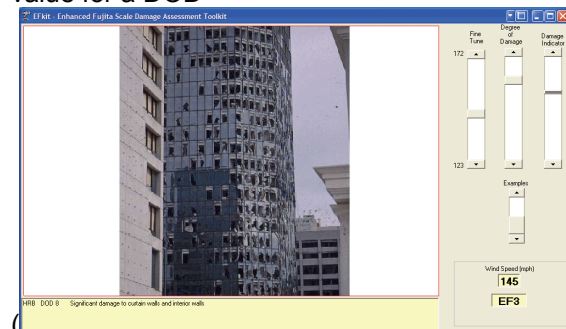 value for a DOD
EFkit - Enhanced Fujita Scale Damage Assessment Toolkit
Fine
Tune
Degree
of
Damage
Damage
Indicator
172
123
Examples
Wind Speed (mph)
145
EF3
HRB DOD 8 Significant damage to curtain walls and interior walls
(